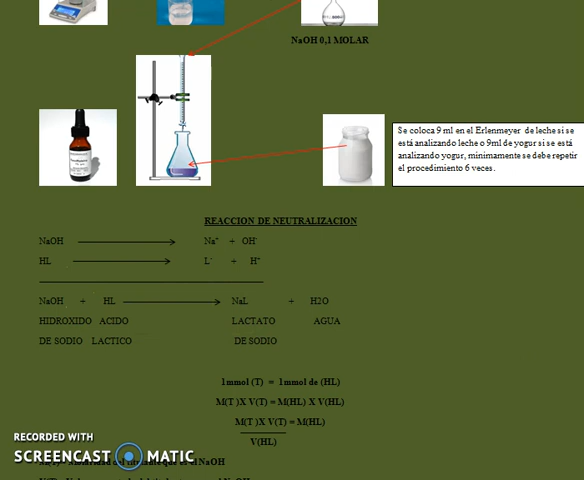 NaOH 0,1 MOLAR
Se coloca 9 ml en el Erlenmeyer de leche si se
está analizando leche o 9ml de yogur si se está
analizando yogur, minimamente se debe repetir
el procedimiento 6 veces.
REACCION DE NEUTRALIZACION
NaOH → Na⁺ + OH⁻
HL → L⁻ + H⁺
NaOH + HL → NaL + H2O
HIDROXIDO ACIDO LACTATO AGUA
DE SODIO LACTICO DE SODIO
1mmol (T) = 1mmol de (HL)
M(T )X V(T) = M(HL) X V(HL)
M(T )X V(T) = M(HL)
V(HL)
RECORDED WITH
SCREENCAST MATIC